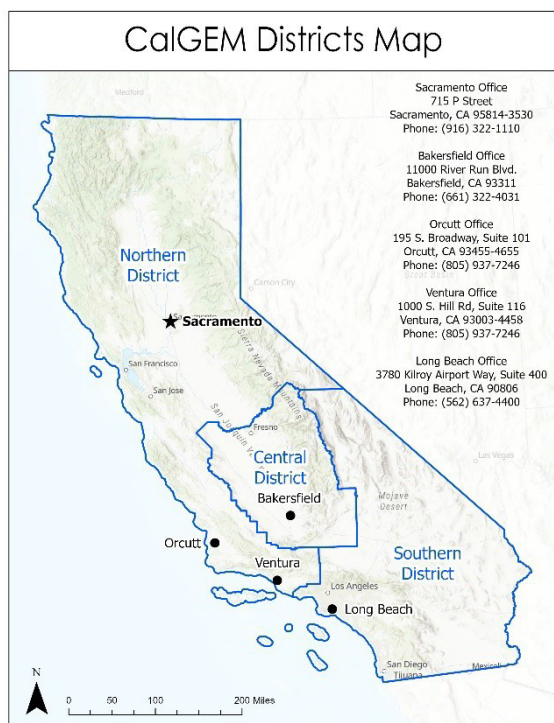 CalGEM Districts Map
Medford
Sacramento Office
715 P Street
Sacramento, CA 95814-3530
Phone: (916) 322-1110
Bakersfield Office
11000 River Run Blvd.
Bakersfield, CA 93311
Phone: (661) 322-4031
Orcutt Office
195 S. Broadway, Suite 101
Orcutt, CA 93455-4655
Phone: (805) 937-7246
Ventura Office
1000 S. Hill Rd, Suite 116
Ventura, CA 93003-4458
Phone: (805) 937-7246
Long Beach Office
3780 Kilroy Airport Way, Suite 400
Long Beach, CA 90806
Phone: (562) 637-4400
Northern
District
Great Basin
Carson City
Sacramento
Sierra Nevada Mountains
San Francisco
San Jose
San Joaquin
Fresno
Las Vegas
Central
District
Bakersfield
Mojave
Desert
Orcutt
Southern
District
Ventura
Los Angeles
Long Beach
San Diego
Tijuana
Mexicali
N
0 50 100 200 Miles